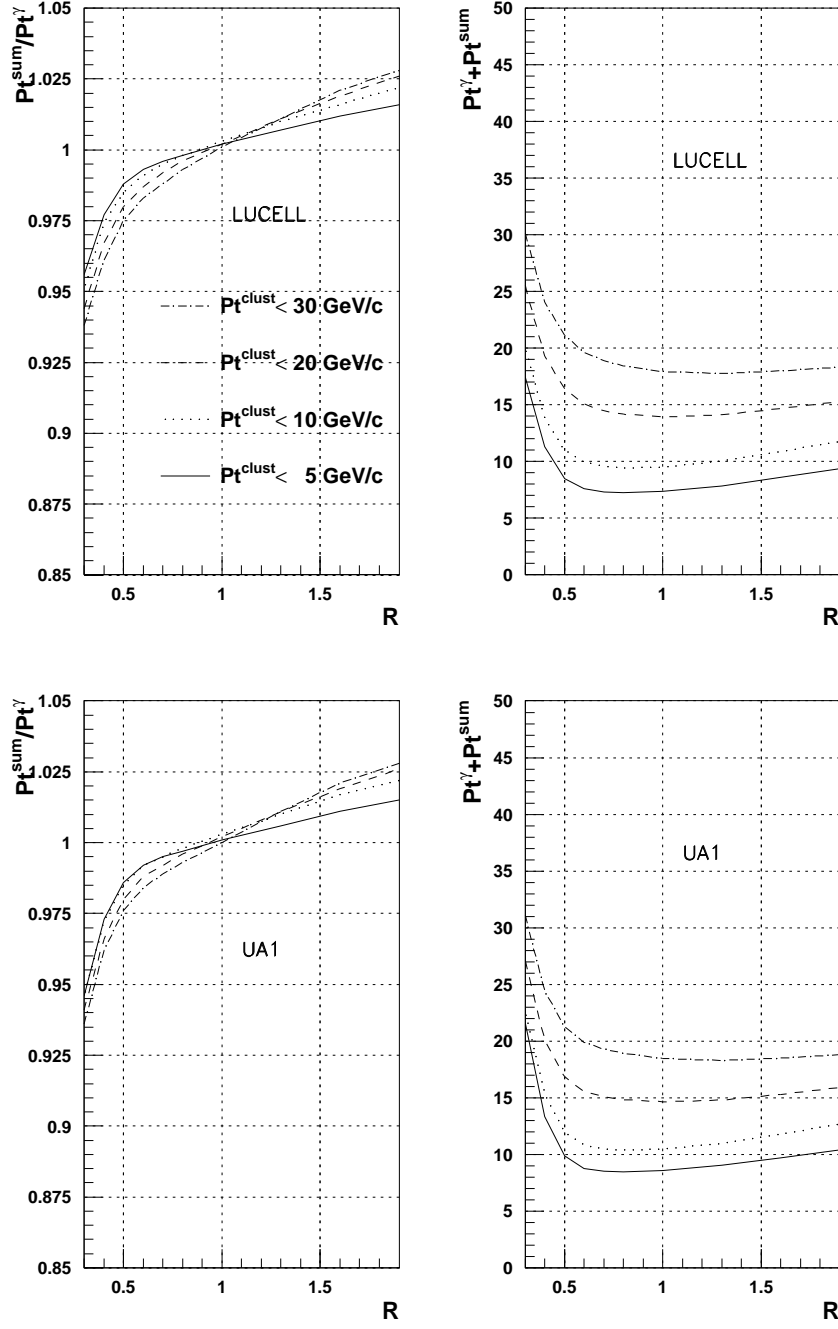 Pt^sum/Pt^γ
1.05
1.025
1
0.975
0.95
0.925
0.9
0.875
0.85
LUCELL
Pt^clust < 30 GeV/c
Pt^clust < 20 GeV/c
Pt^clust < 10 GeV/c
Pt^clust < 5 GeV/c
0.5 1 1.5
R
Pt^γ+Pt^sum
50
45
40
35
30
25
20
15
10
5
0
LUCELL
0.5 1 1.5
R
Pt^sum/Pt^γ
1.05
1.025
1
0.975
0.95
0.925
0.9
0.875
0.85
UA1
0.5 1 1.5
R
Pt^γ+Pt^sum
50
45
40
35
30
25
20
15
10
5
0
UA1
0.5 1 1.5
R